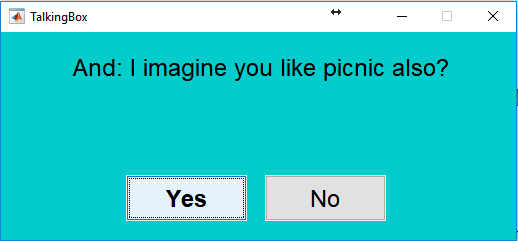 TalkingBox
And: I imagine you like picnic also?
Yes
No